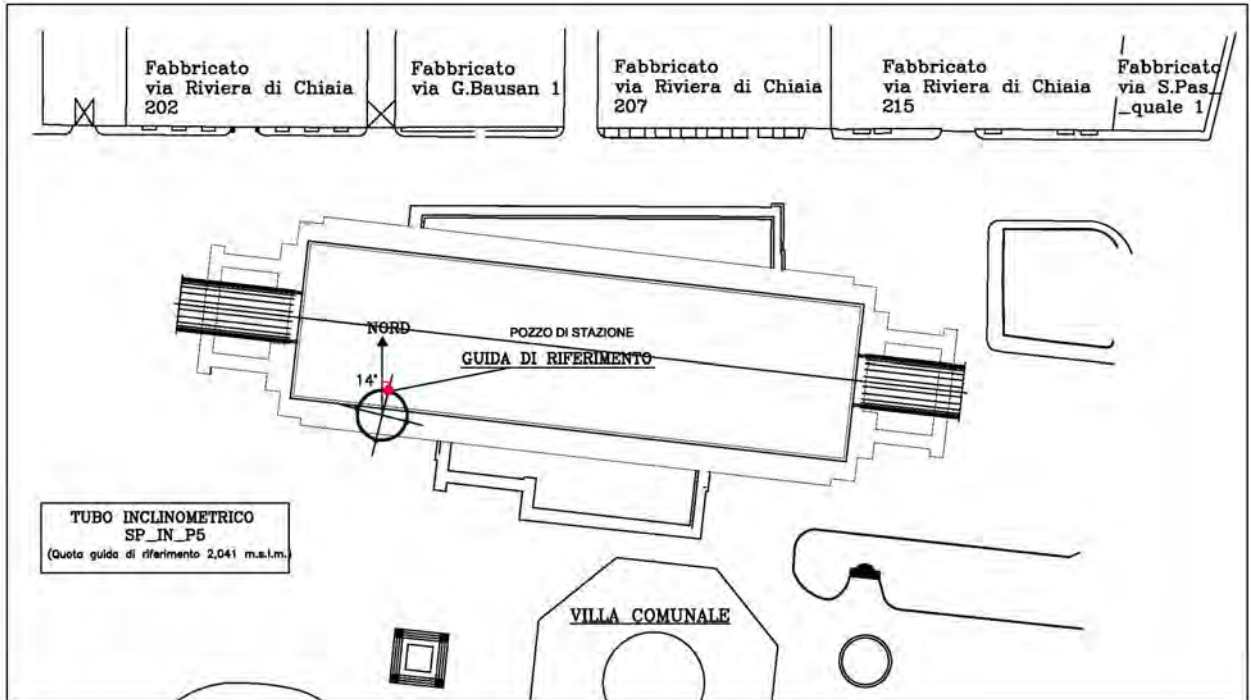 Fabbricato
via Riviera di Chiaia
202
Fabbricato
via G.Bausan 1
Fabbricato
via Riviera di Chiaia
207
Fabbricato
via Riviera di Chiaia
215
Fabbricato
via S.Pas_
_quale 1
NORD
POZZO DI STAZIONE
GUIDA DI RIFERIMENTO
14°
TUBO INCLINOMETRICO
SP_IN_P5
(Quota guida di riferimento 2,041 m.s.l.m.)
VILLA COMUNALE